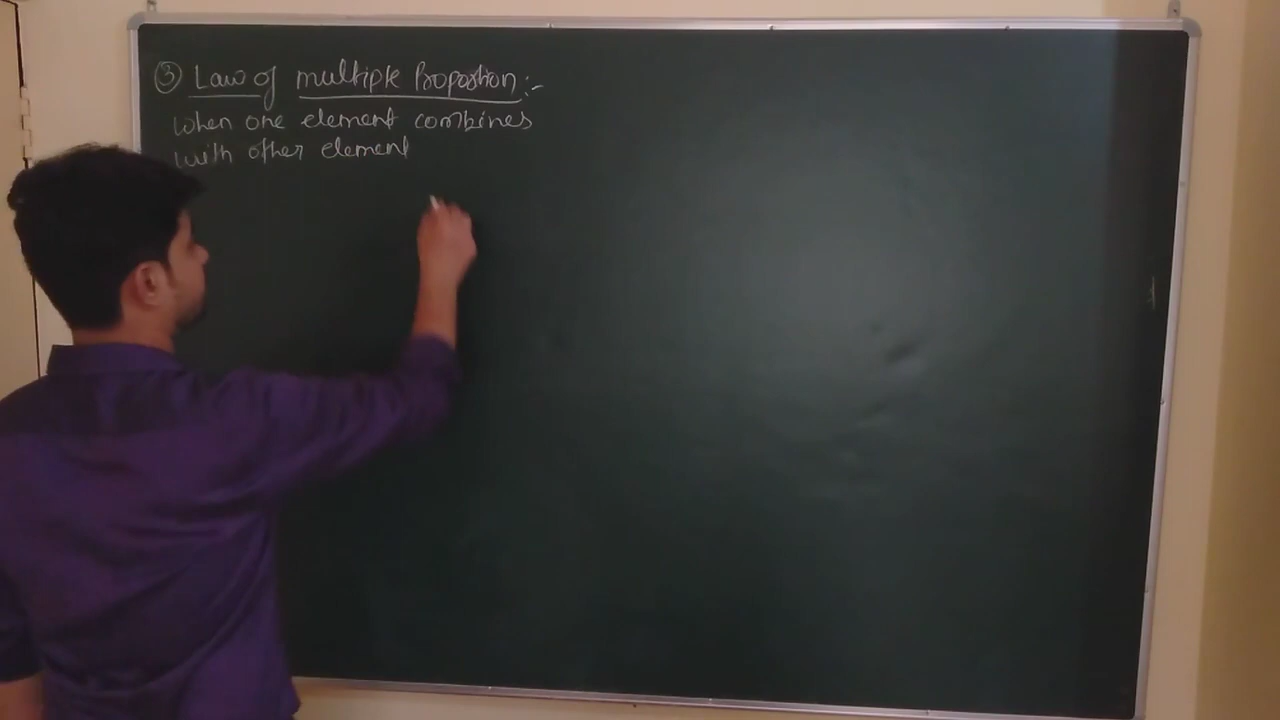 ③ Law of multiple Proportion :-
when one element combines
with other element